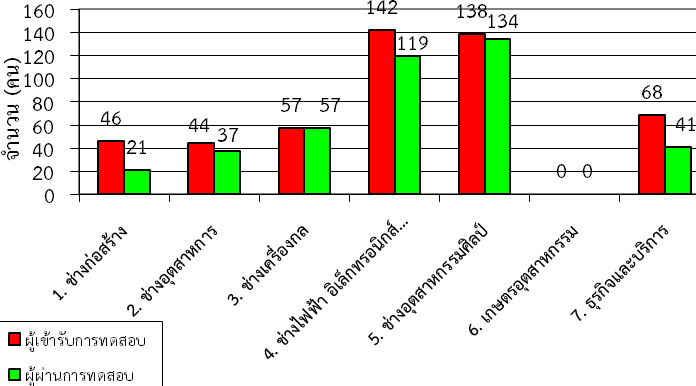 จำนวน (คน)
160
140
120
100
80
60
40
20
0
46
21
44
37
57
57
142
119
138
134
0
0
68
41
1. ช่างก่อสร้าง
2. ช่างอุตสาหการ
3. ช่างเครื่องกล
4. ช่างไฟฟ้า อิเล็กทรอนิกส์...
5. ช่างอุตสาหกรรมศิลป์
6. เกษตรอุตสาหกรรม
7. ธุรกิจและบริการ
ผู้เข้ารับการทดสอบ
ผู้ผ่านการทดสอบ